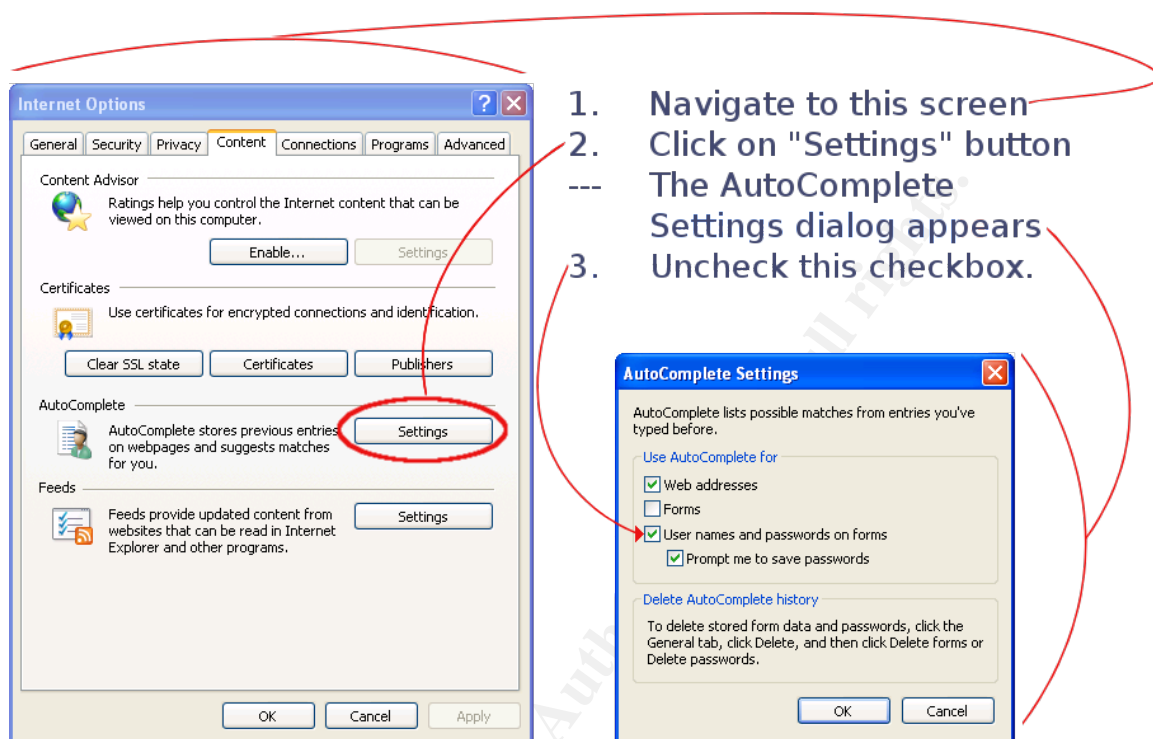 Internet Options
General Security Privacy Content Connections Programs Advanced
Content Advisor
Ratings help you control the Internet content that can be
viewed on this computer.
Enable... Settings
Certificates
Use certificates for encrypted connections and identification.
Clear SSL state Certificates Publishers
AutoComplete
AutoComplete stores previous entries
on webpages and suggests matches
for you.
Settings
Feeds
Feeds provide updated content from
websites that can be read in Internet
Explorer and other programs.
Settings
OK Cancel Apply
1. Navigate to this screen
2. Click on "Settings" button
--- The AutoComplete
Settings dialog appears
3. Uncheck this checkbox.
AutoComplete Settings
AutoComplete lists possible matches from entries you've
typed before.
Use AutoComplete for
Web addresses
Forms
User names and passwords on forms
Prompt me to save passwords
Delete AutoComplete history
To delete stored form data and passwords, click the
General tab, click Delete, and then click Delete forms or
Delete passwords.
OK Cancel
Auth ll rights.